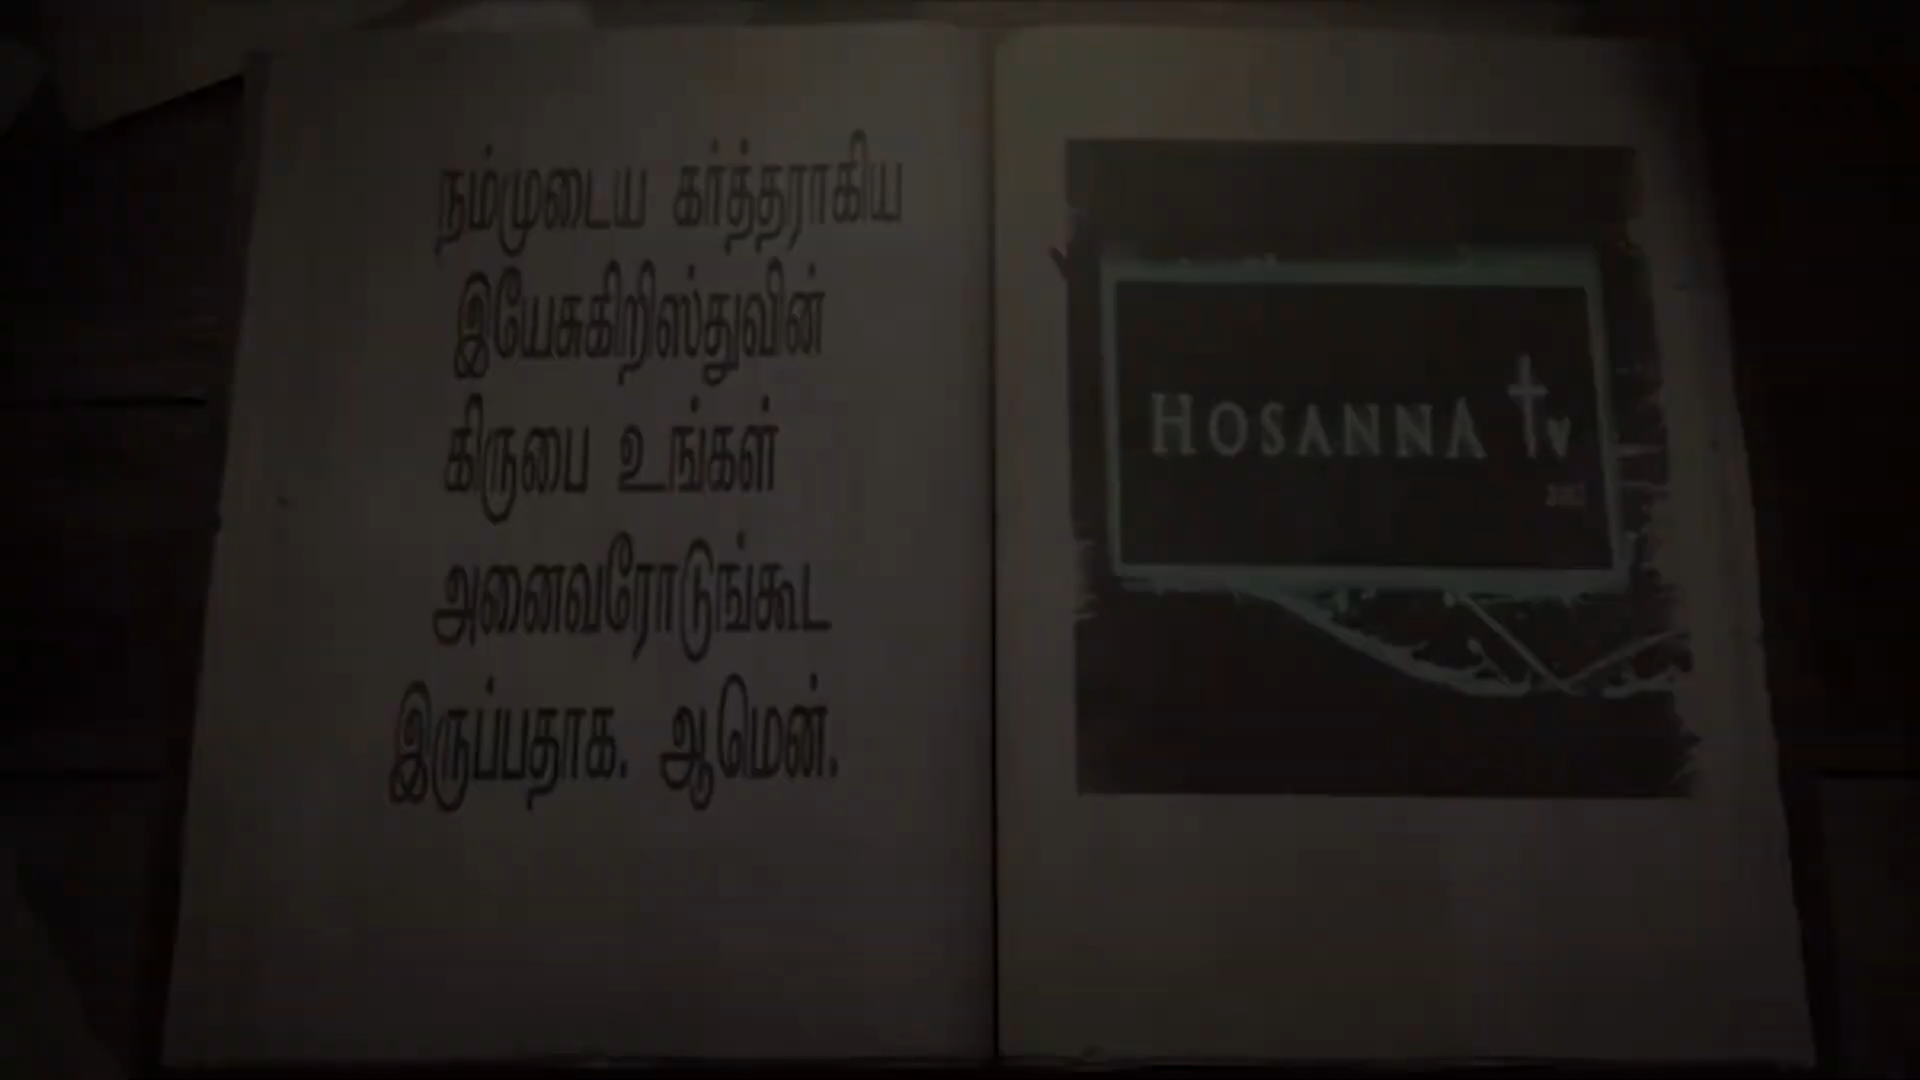 நம்முடைய கர்த்தராகிய
இயேசுகிறிஸ்துவின்
கிருபை உங்கள்
அனைவரோடுங்கூட
இருப்பதாக. ஆமென்.
HOSANNA tv